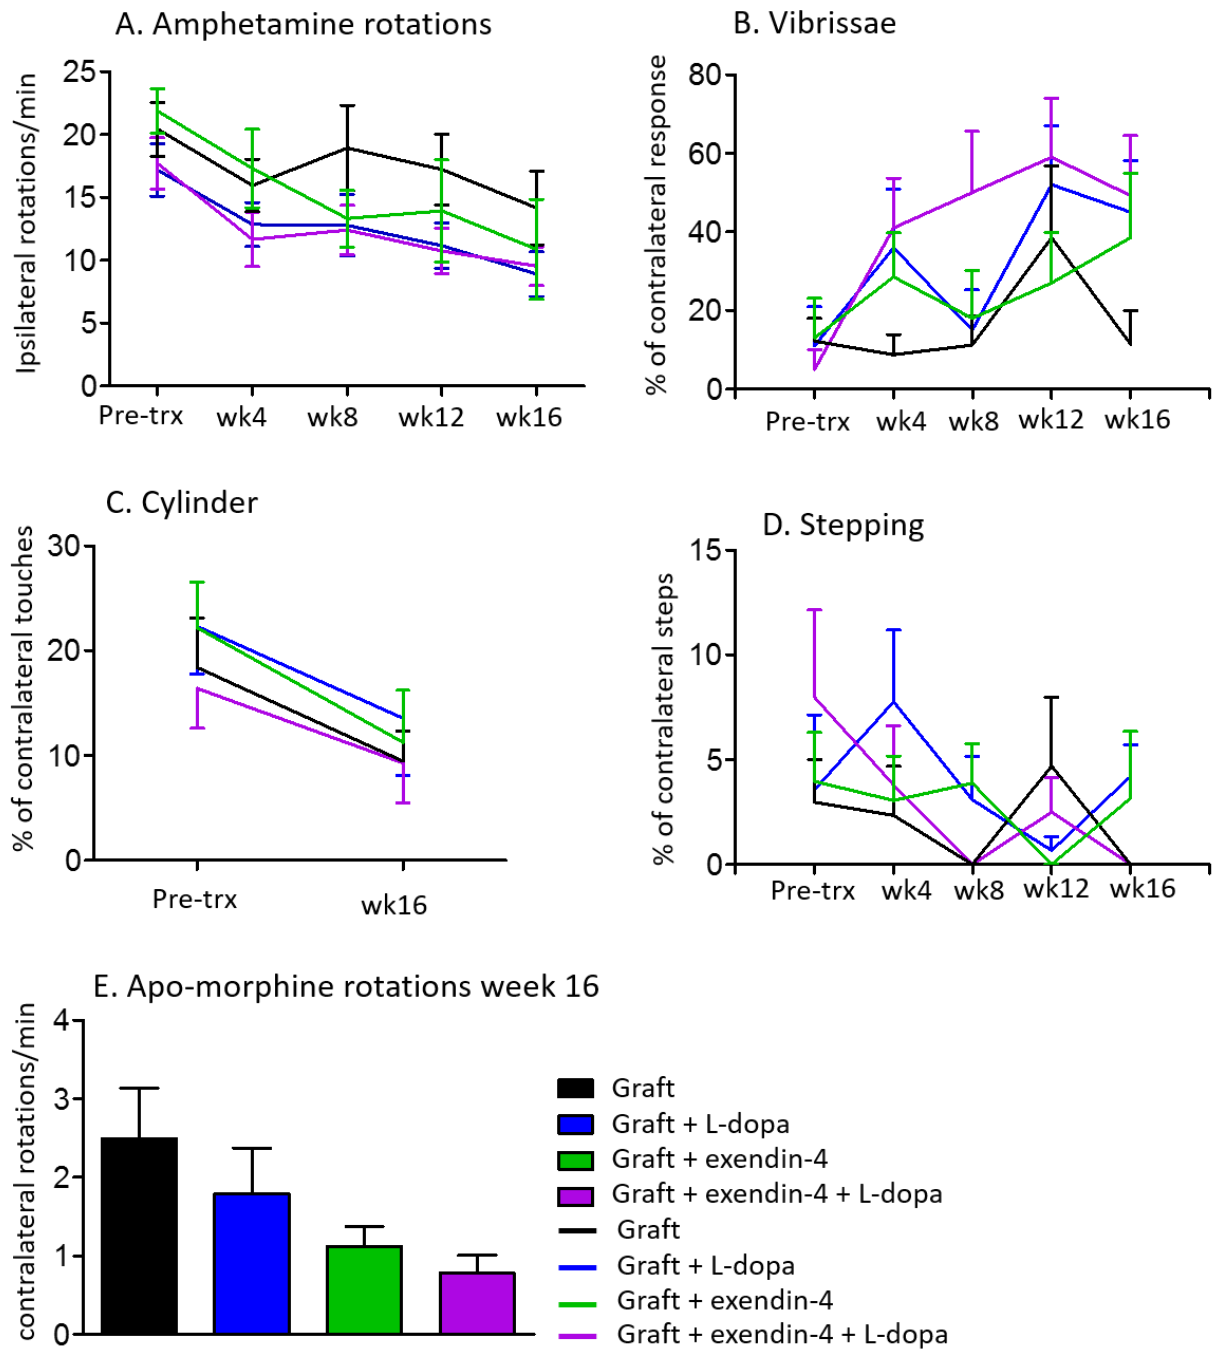 A. Amphetamine rotations
Ipsilateral rotations/min
25
20
15
10
5
0
Pre-trx wk4 wk8 wk12 wk16
B. Vibrissae
% of contralateral response
80
60
40
20
0
Pre-trx wk4 wk8 wk12 wk16
C. Cylinder
% of contralateral touches
30
20
10
0
Pre-trx wk16
D. Stepping
% of contralateral steps
15
10
5
0
Pre-trx wk4 wk8 wk12 wk16
E. Apo-morphine rotations week 16
contralateral rotations/min
4
3
2
1
0
Graft
Graft + L-dopa
Graft + exendin-4
Graft + exendin-4 + L-dopa
Graft
Graft + L-dopa
Graft + exendin-4
Graft + exendin-4 + L-dopa